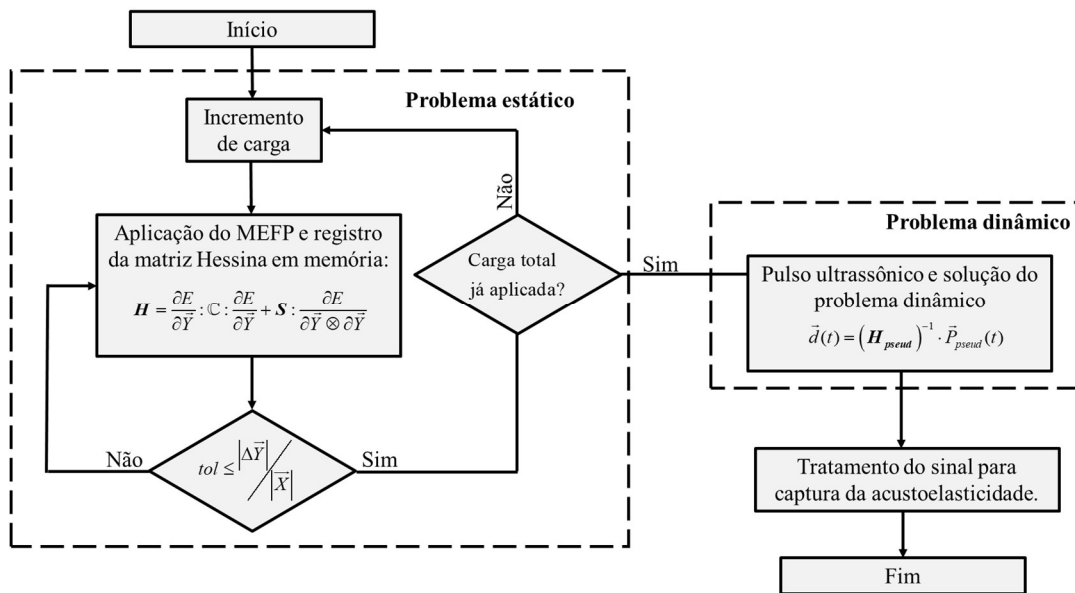 Início
Problema estático
Incremento
de carga
Aplicação do MEFP e registro
da matriz Hessina em memória:
H = ∂E/∂Y⃗ : ℂ : ∂E/∂Y⃗ + S : ∂E/∂Y⃗ ⊗ ∂Y⃗
Não
tol ≤ |ΔY⃗| / |X⃗|
Sim
Não
Carga total
já aplicada?
Sim
Problema dinâmico
Pulso ultrassônico e solução do
problema dinâmico
d⃗(t) = (H_pseud)⁻¹ · P⃗_pseud(t)
Tratamento do sinal para
captura da acustoelasticidade.
Fim